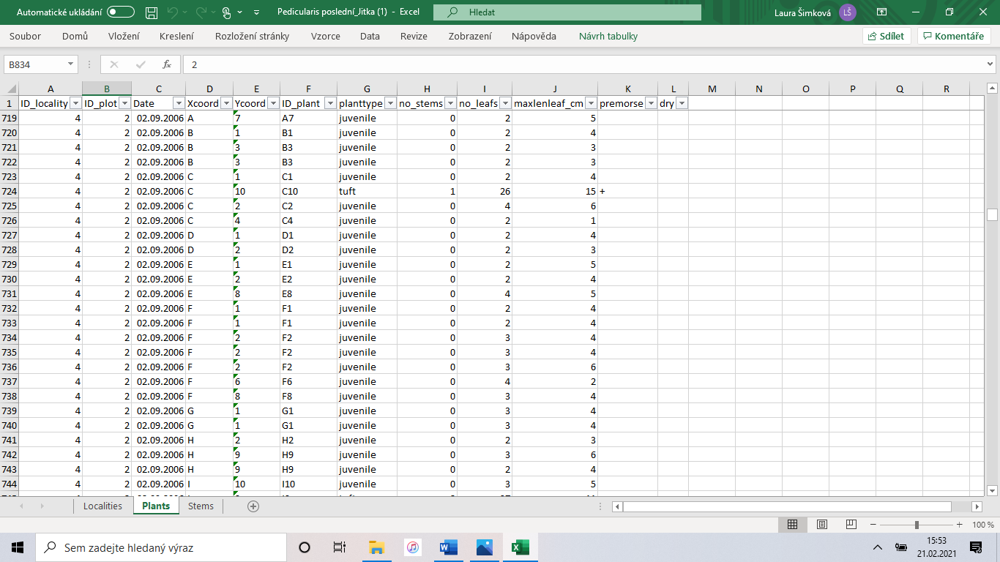 Automatické ukládání Pedicularis poslední_Jitka (1) - Excel Hledat Laura Šimková LŠ
Soubor Domů Vložení Kreslení Rozložení stránky Vzorce Data Revize Zobrazení Nápověda Návrh tabulky Sdílet Komentáře
B834 fx 2
A B C D E F G H I J K L M N O P Q R
1 ID_locality ID_plot Date Xcoord Ycoord ID_plant planttype no_stems no_leafs maxlenleaf_cm premorse dry
719 4 2 02.09.2006 A 7 A7 juvenile 0 2 5
720 4 2 02.09.2006 B 1 B1 juvenile 0 2 4
721 4 2 02.09.2006 B 3 B3 juvenile 0 2 3
722 4 2 02.09.2006 B 3 B3 juvenile 0 2 3
723 4 2 02.09.2006 C 1 C1 juvenile 0 2 4
724 4 2 02.09.2006 C 10 C10 tuft 1 26 15 +
725 4 2 02.09.2006 C 2 C2 juvenile 0 4 6
726 4 2 02.09.2006 C 4 C4 juvenile 0 2 1
727 4 2 02.09.2006 D 1 D1 juvenile 0 2 4
728 4 2 02.09.2006 D 2 D2 juvenile 0 2 3
729 4 2 02.09.2006 E 1 E1 juvenile 0 2 5
730 4 2 02.09.2006 E 2 E2 juvenile 0 2 4
731 4 2 02.09.2006 E 8 E8 juvenile 0 4 5
732 4 2 02.09.2006 F 1 F1 juvenile 0 2 4
733 4 2 02.09.2006 F 1 F1 juvenile 0 2 4
734 4 2 02.09.2006 F 2 F2 juvenile 0 3 4
735 4 2 02.09.2006 F 2 F2 juvenile 0 3 4
736 4 2 02.09.2006 F 2 F2 juvenile 0 3 6
737 4 2 02.09.2006 F 6 F6 juvenile 0 4 2
738 4 2 02.09.2006 F 8 F8 juvenile 0 3 4
739 4 2 02.09.2006 G 1 G1 juvenile 0 3 4
740 4 2 02.09.2006 G 1 G1 juvenile 0 3 4
741 4 2 02.09.2006 H 2 H2 juvenile 0 2 3
742 4 2 02.09.2006 H 9 H9 juvenile 0 3 6
743 4 2 02.09.2006 H 9 H9 juvenile 0 2 4
744 4 2 02.09.2006 I 10 I10 juvenile 0 3 5
Localities Plants Stems
100 %
Sem zadejte hledaný výraz 15:53
21.02.2021